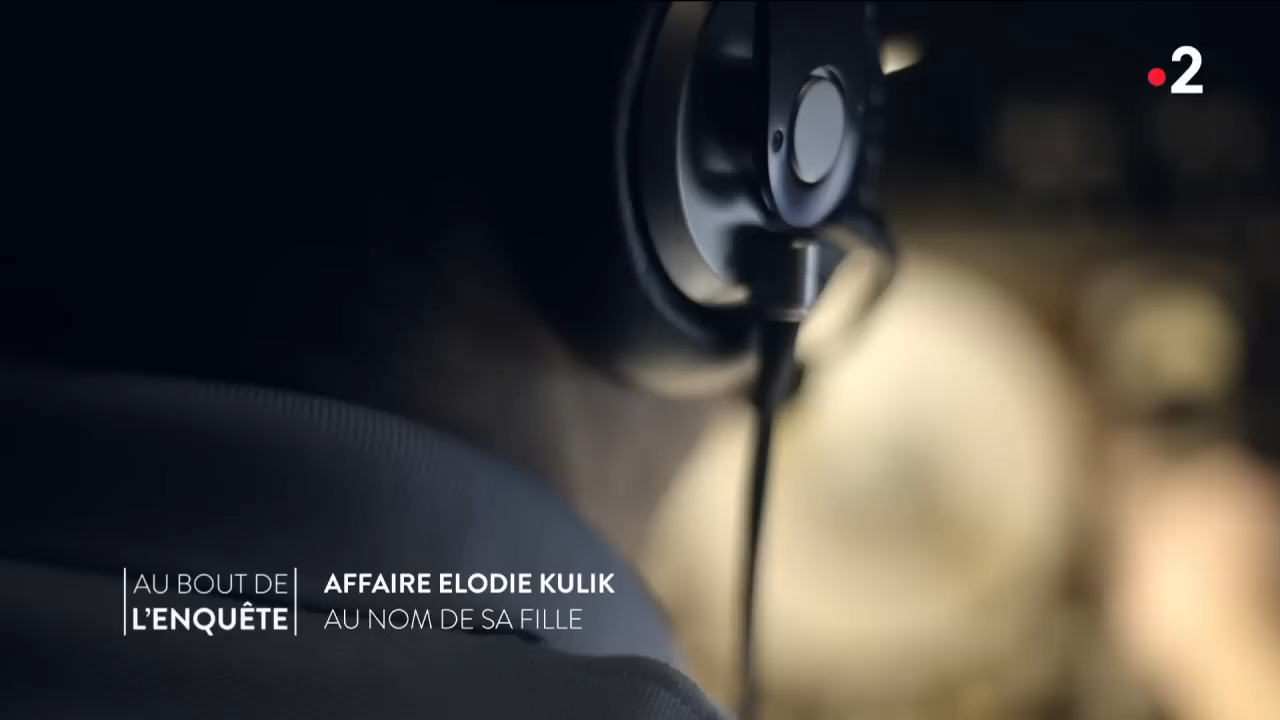 2
AU BOUT DE
L'ENQUÊTE
AFFAIRE ELODIE KULIK
AU NOM DE SA FILLE